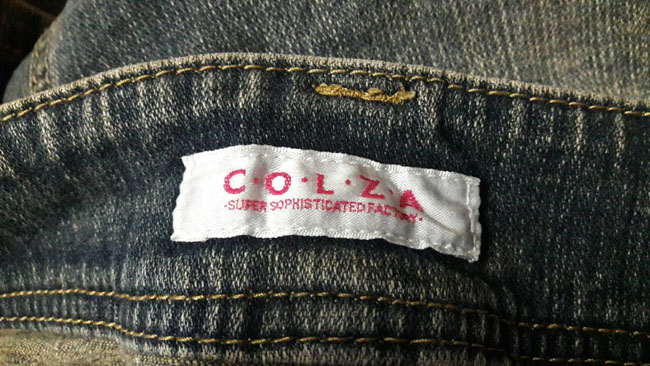 C·O·L·Z·A
·SUPER SOPHISTICATED FACTORY·